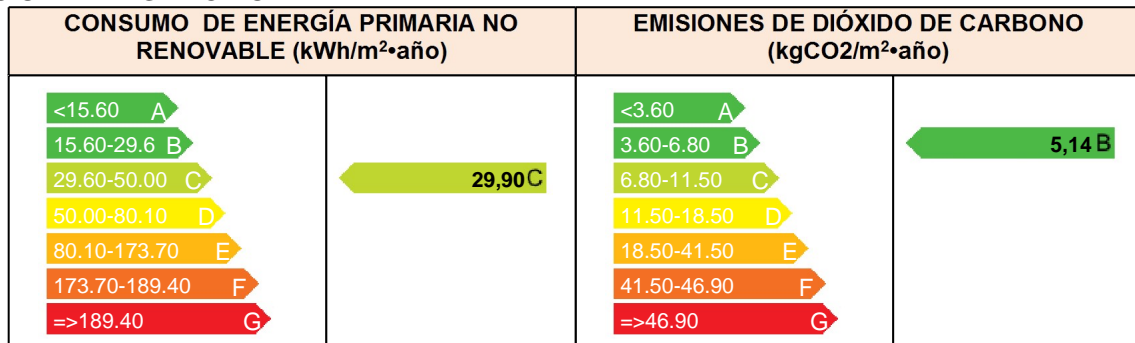 CONSUMO DE ENERGÍA PRIMARIA NO
RENOVABLE (kWh/m²•año)
<15.60 A
15.60-29.6 B
29.60-50.00 C
50.00-80.10 D
80.10-173.70 E
173.70-189.40 F
=>189.40 G
29,90 C
EMISIONES DE DIÓXIDO DE CARBONO
(kgCO2/m²•año)
<3.60 A
3.60-6.80 B
6.80-11.50 C
11.50-18.50 D
18.50-41.50 E
41.50-46.90 F
=>46.90 G
5,14 B